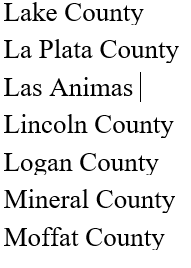 Lake County
La Plata County
Las Animas
Lincoln County
Logan County
Mineral County
Moffat County